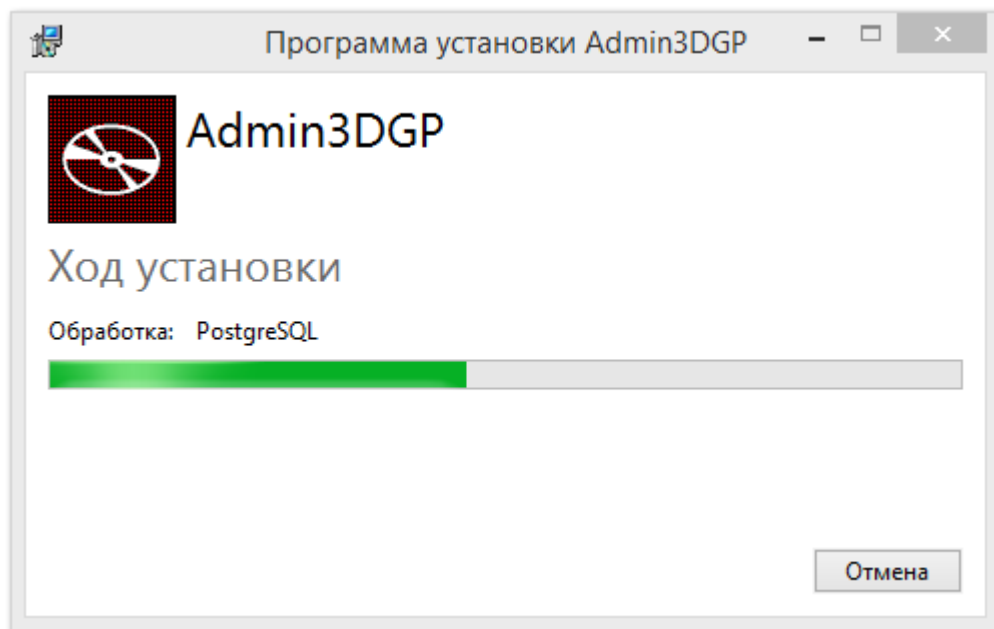 Программа установки Admin3DGP
Admin3DGP
Ход установки
Обработка: PostgreSQL
Отмена